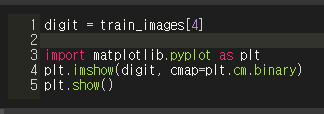 1 digit = train_images[4]
2
3 import matplotlib.pyplot as plt
4 plt.imshow(digit, cmap=plt.cm.binary)
5 plt.show()